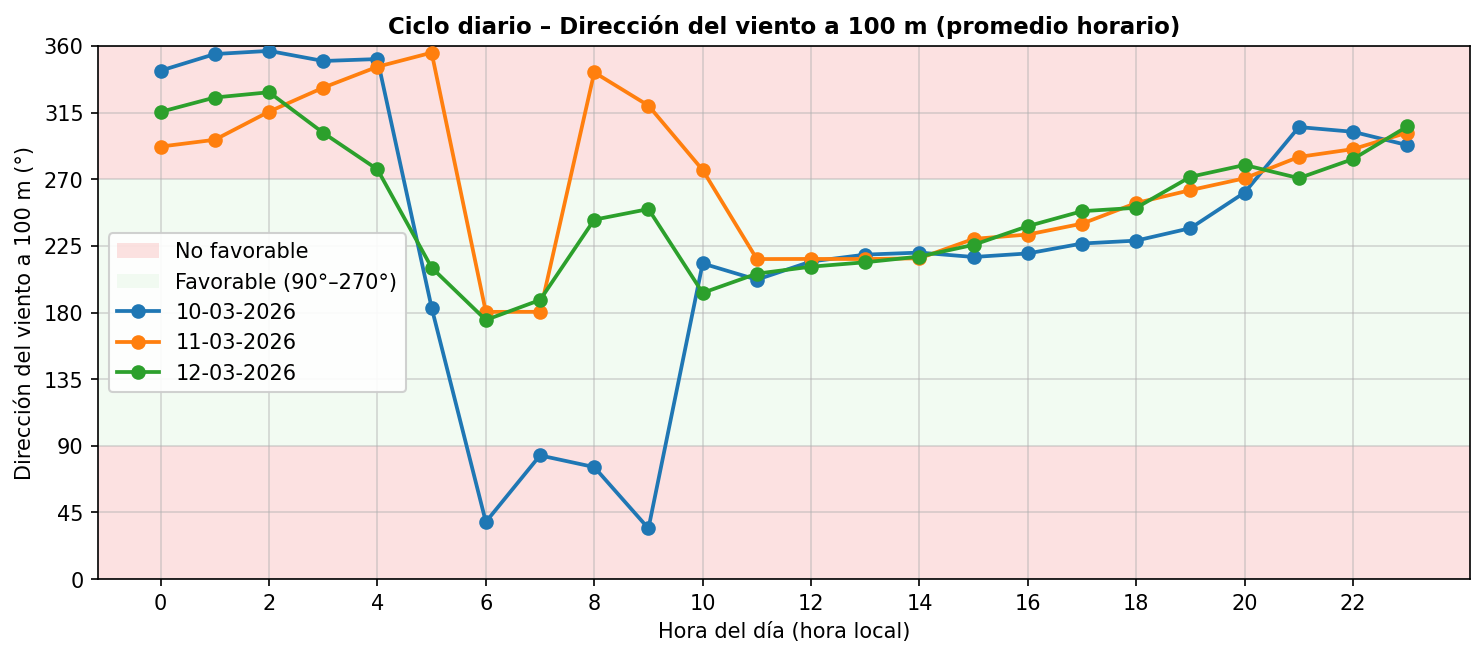 Ciclo diario – Dirección del viento a 100 m (promedio horario)
Dirección del viento a 100 m (°)
360
315
270
225
180
135
90
45
0
No favorable
Favorable (90°–270°)
10-03-2026
11-03-2026
12-03-2026
0 2 4 6 8 10 12 14 16 18 20 22
Hora del día (hora local)